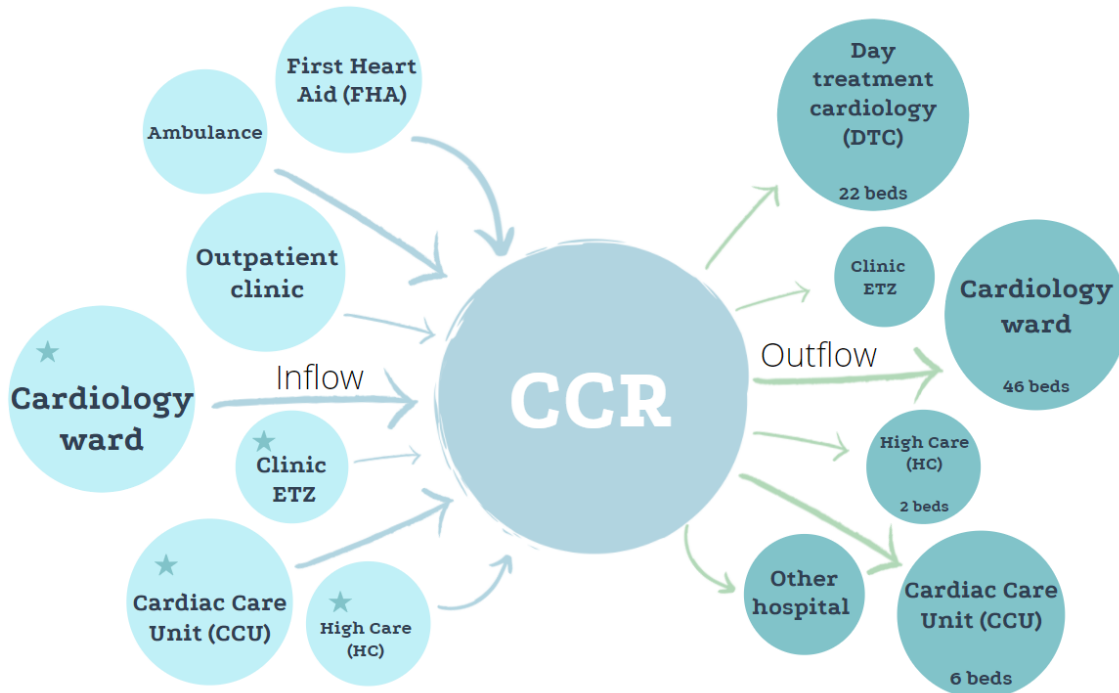 First Heart
Aid (FHA)
Ambulance
Outpatient
clinic
Cardiology
ward
Inflow
Clinic
ETZ
Cardiac Care
Unit (CCU)
High Care
(HC)
CCR
Outflow
Day
treatment
cardiology
(DTC)
22 beds
Clinic
ETZ
Cardiology
ward
46 beds
High Care
(HC)
2 beds
Other
hospital
Cardiac Care
Unit (CCU)
6 beds